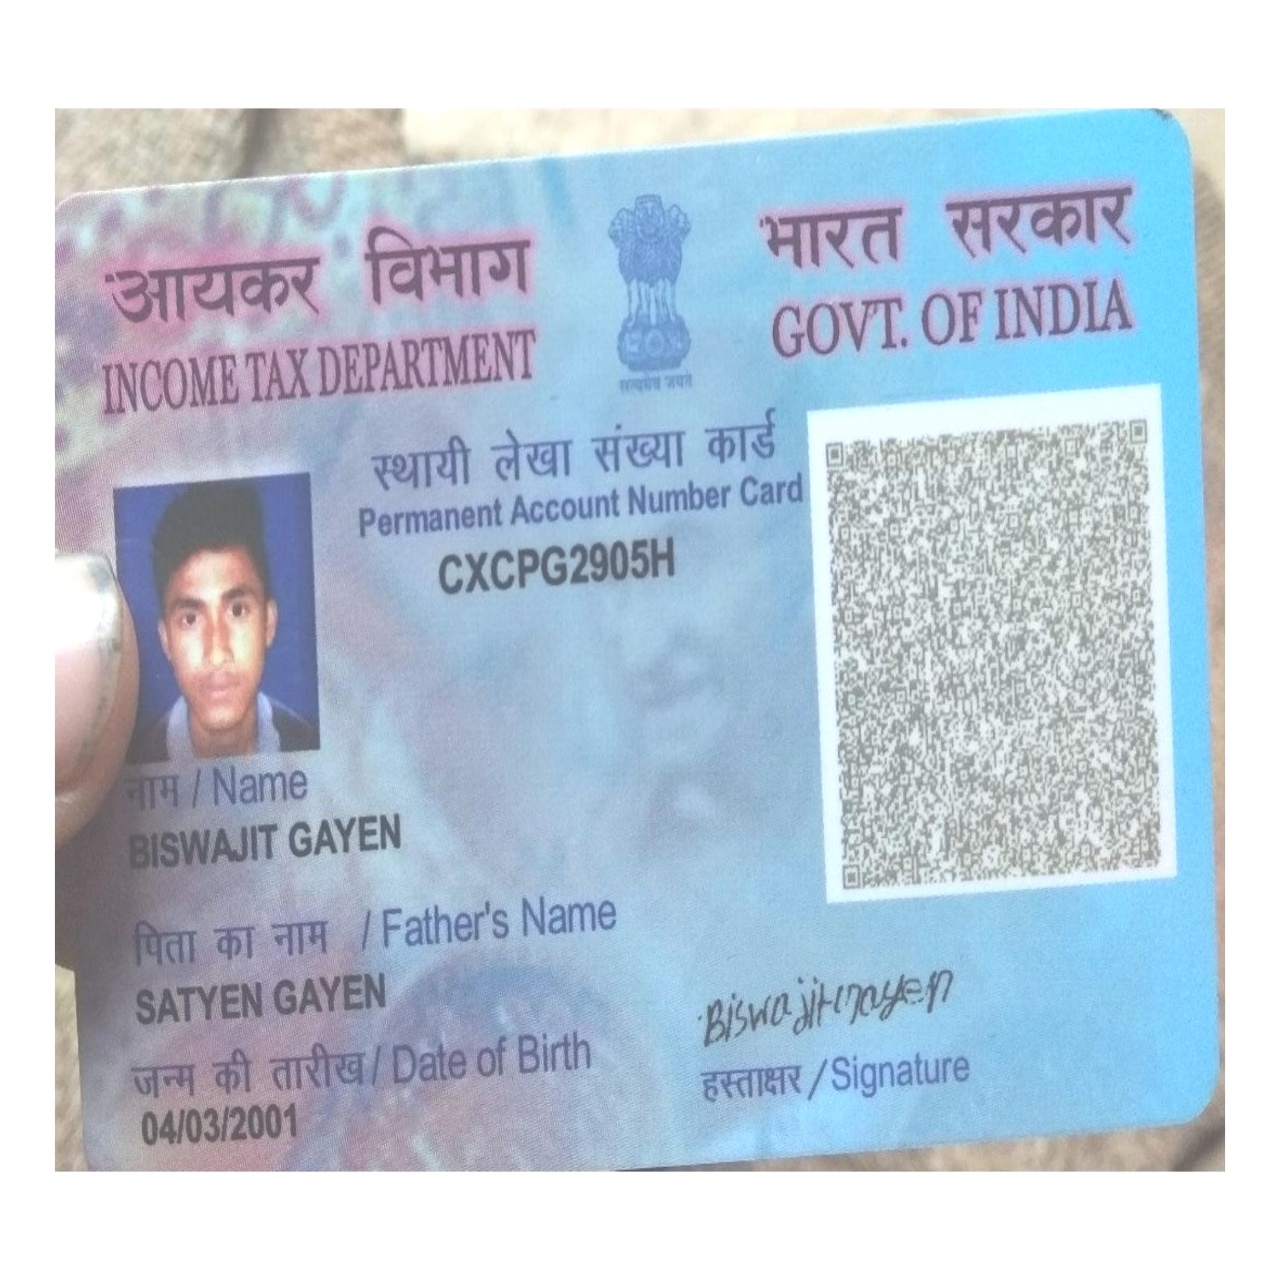 आयकर विभाग
INCOME TAX DEPARTMENT
सत्यमेव जयते
भारत सरकार
GOVT. OF INDIA
स्थायी लेखा संख्या कार्ड
Permanent Account Number Card
CXCPG2905H
नाम / Name
BISWAJIT GAYEN
पिता का नाम / Father's Name
SATYEN GAYEN
जन्म की तारीख / Date of Birth
04/03/2001
Biswajit Gayen
हस्ताक्षर / Signature